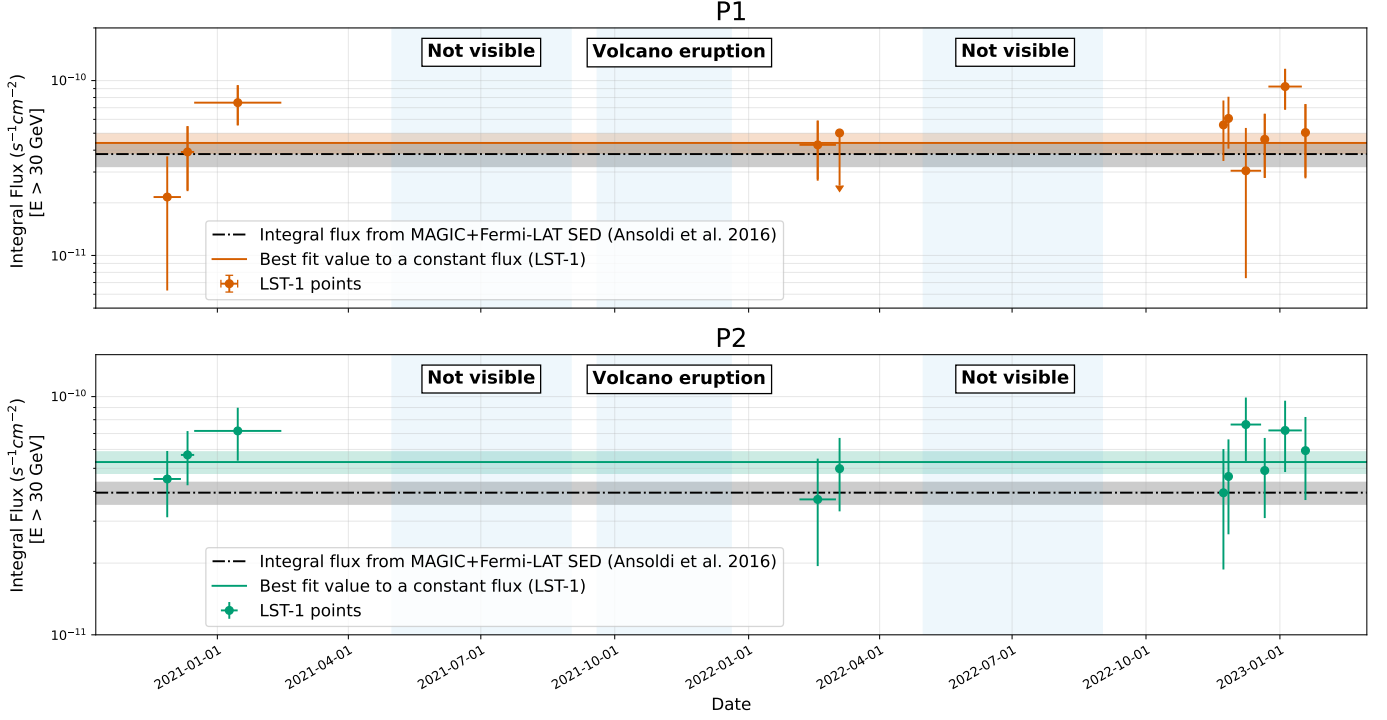 P1
Not visible
Volcano eruption
Not visible
Integral Flux (s⁻¹cm⁻²)
[E > 30 GeV]
10⁻¹⁰
10⁻¹¹
Integral flux from MAGIC+Fermi-LAT SED (Ansoldi et al. 2016)
Best fit value to a constant flux (LST-1)
LST-1 points
P2
Not visible
Volcano eruption
Not visible
Integral Flux (s⁻¹cm⁻²)
[E > 30 GeV]
10⁻¹⁰
10⁻¹¹
Integral flux from MAGIC+Fermi-LAT SED (Ansoldi et al. 2016)
Best fit value to a constant flux (LST-1)
LST-1 points
2021-01-01 2021-04-01 2021-07-01 2021-10-01 2022-01-01 2022-04-01 2022-07-01 2022-10-01 2023-01-01
Date